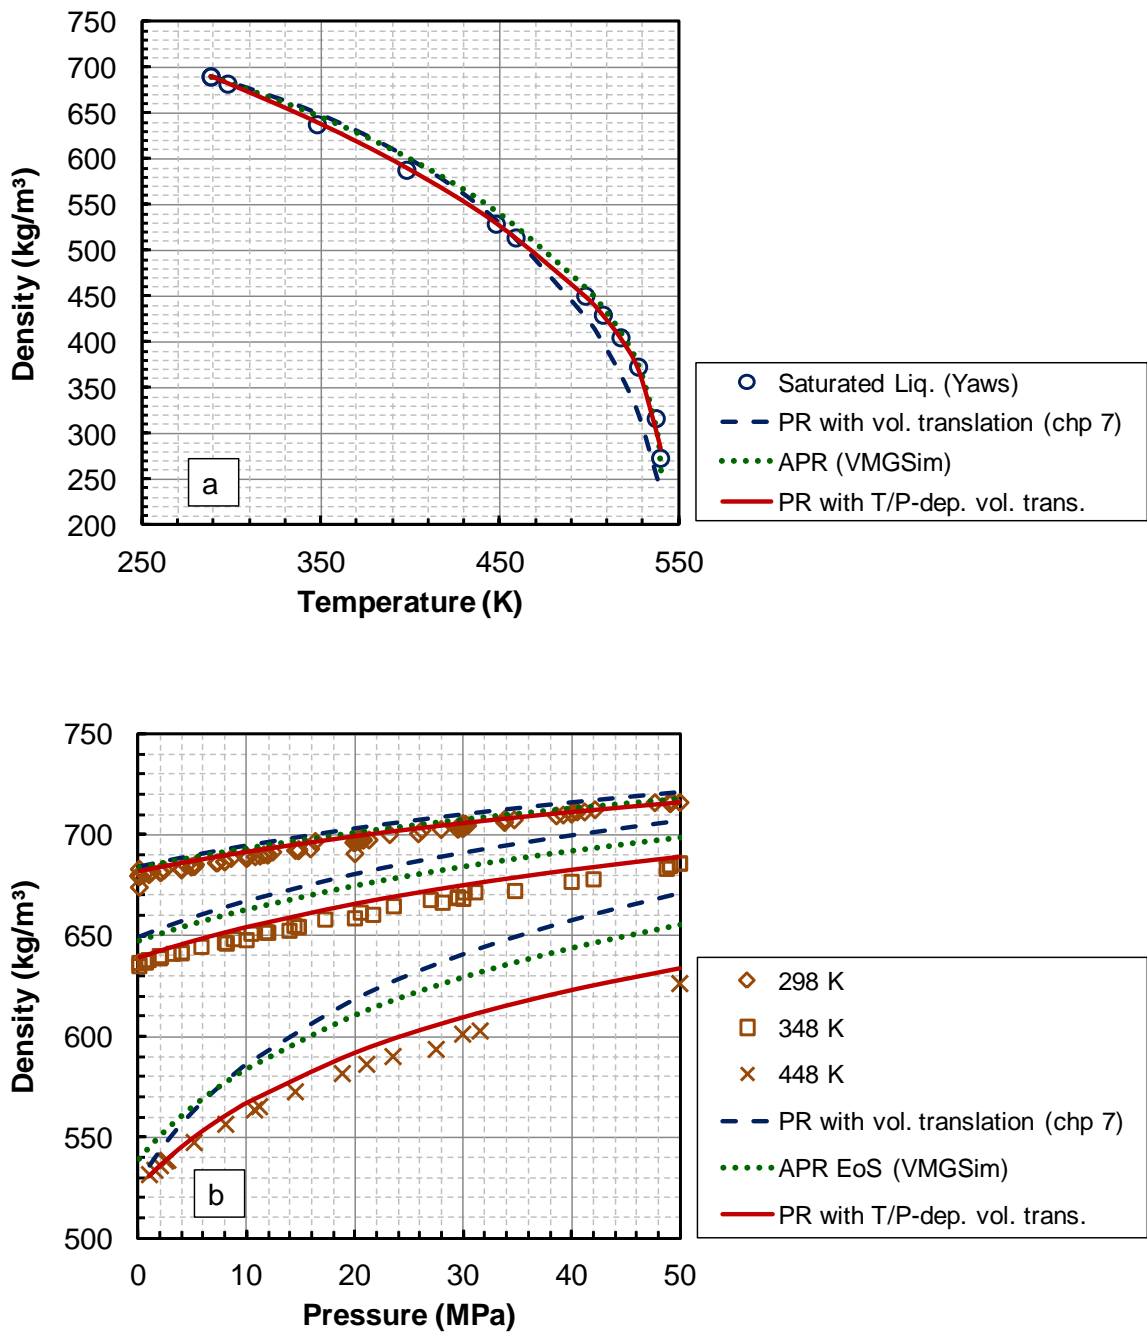 750
700
650
600
550
500
450
400
350
300
250
200
Density (kg/m³)
a
250
350
450
550
Temperature (K)
Saturated Liq. (Yaws)
PR with vol. translation (chp 7)
APR (VMGSim)
PR with T/P-dep. vol. trans.
750
700
650
600
550
500
Density (kg/m³)
b
0
10
20
30
40
50
Pressure (MPa)
298 K
348 K
448 K
PR with vol. translation (chp 7)
APR EoS (VMGSim)
PR with T/P-dep. vol. trans.